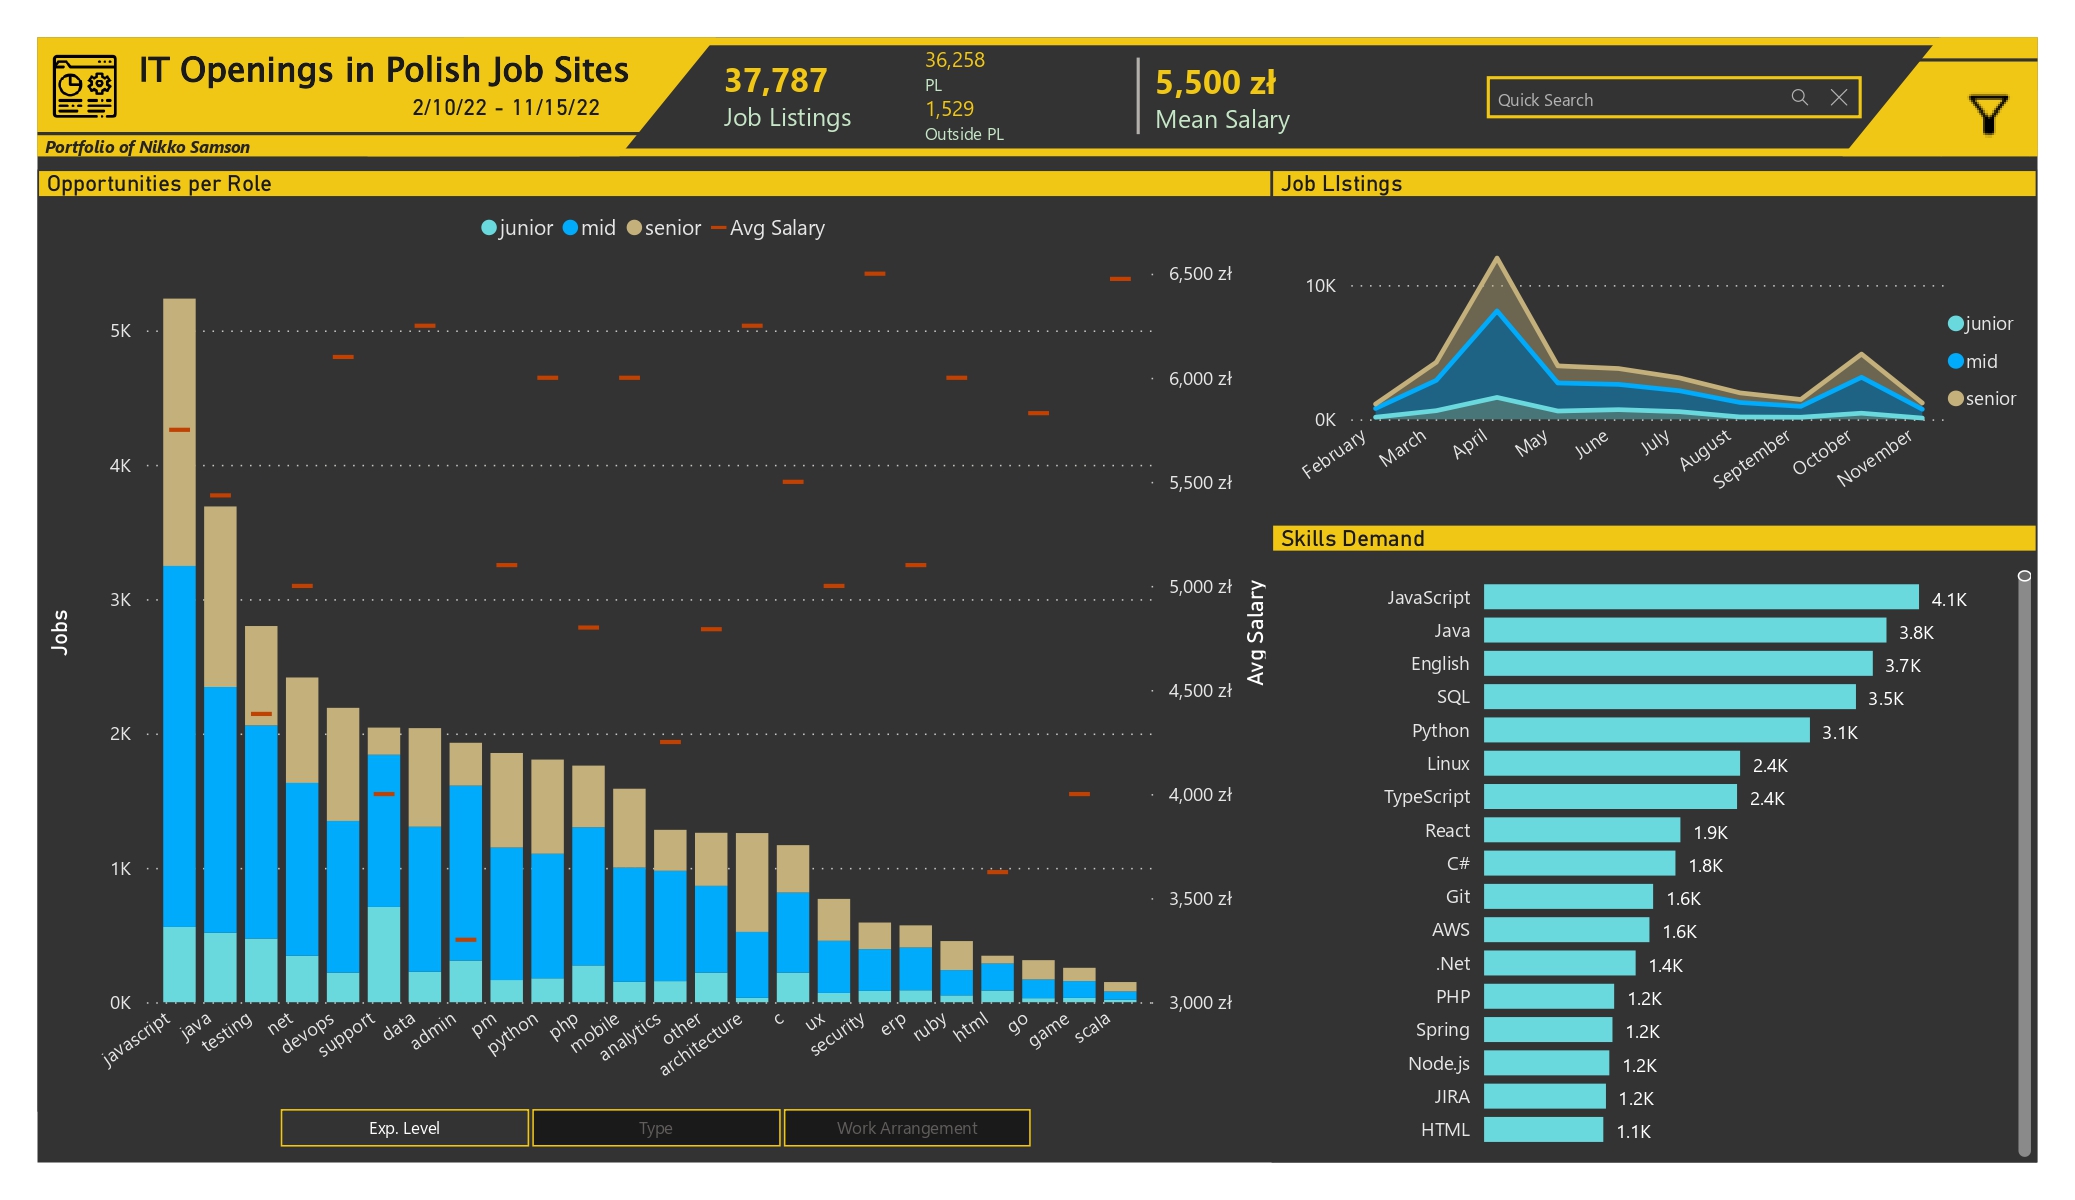 IT Openings in Polish Job Sites
2/10/22 - 11/15/22
Portfolio of Nikko Samson
37,787
Job Listings
36,258
PL
1,529
Outside PL
5,500 zł
Mean Salary
Quick Search
Opportunities per Role
junior mid senior Avg Salary
Jobs
5K
4K
3K
2K
1K
0K
6,500 zł
6,000 zł
5,500 zł
5,000 zł
4,500 zł
4,000 zł
3,500 zł
3,000 zł
Avg Salary
javascript
java
testing
net
devops
support
data
admin
pm
python
php
mobile
analytics
other
architecture
c
ux
security
erp
ruby
html
go
game
scala
Exp. Level
Type
Work Arrangement
Job LIstings
10K
0K
February
March
April
May
June
July
August
September
October
November
junior
mid
senior
Skills Demand
JavaScript 4.1K
Java 3.8K
English 3.7K
SQL 3.5K
Python 3.1K
Linux 2.4K
TypeScript 2.4K
React 1.9K
C# 1.8K
Git 1.6K
AWS 1.6K
.Net 1.4K
PHP 1.2K
Spring 1.2K
Node.js 1.2K
JIRA 1.2K
HTML 1.1K